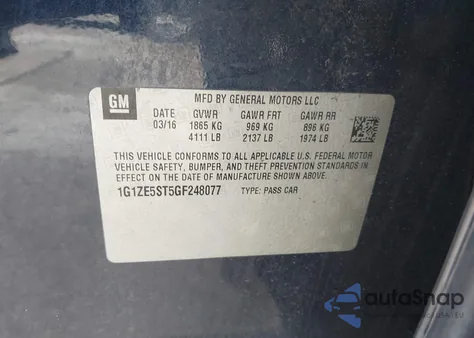 GM
MFD BY GENERAL MOTORS LLC
DATE GVWR GAWR FRT GAWR RR
03/16 1865 KG 969 KG 896 KG
4111 LB 2137 LB 1974 LB
THIS VEHICLE CONFORMS TO ALL APPLICABLE U.S. FEDERAL MOTOR
VEHICLE SAFETY, BUMPER, AND THEFT PREVENTION STANDARDS IN
EFFECT ON THE DATE OF MANUFACTURE SHOWN ABOVE.
1G1ZE5ST5GF248077 TYPE: PASS CAR
autoSnap